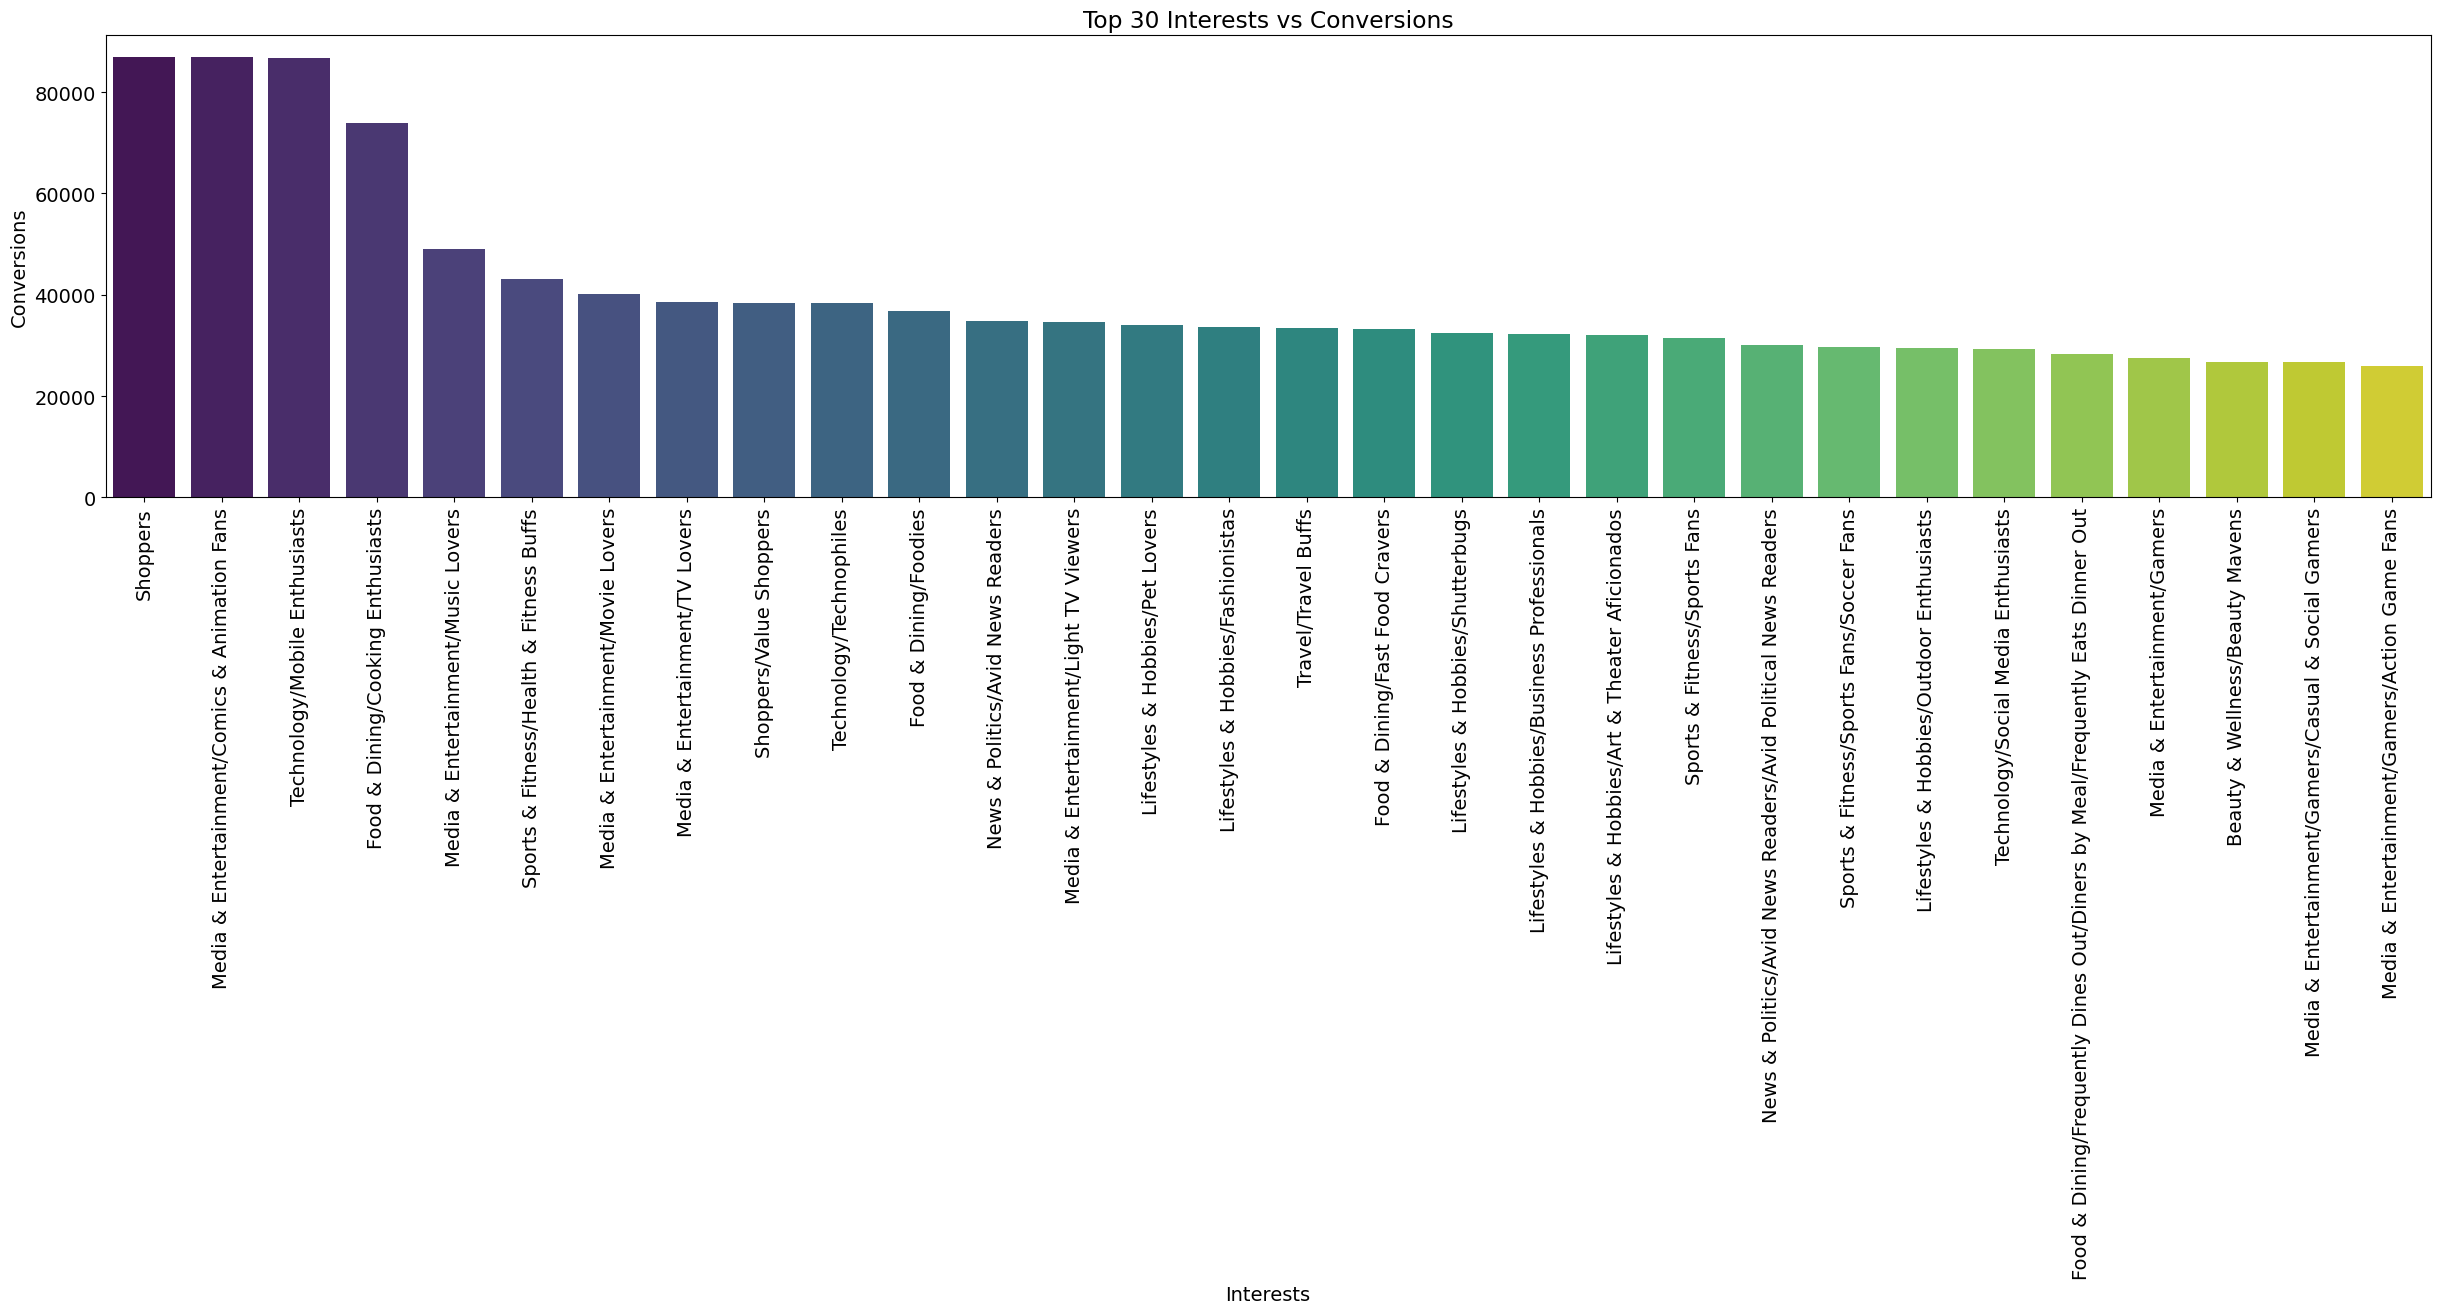 Top 30 Interests vs Conversions
Conversions
80000
60000
40000
20000
0
Shoppers
Media & Entertainment/Comics & Animation Fans
Technology/Mobile Enthusiasts
Food & Dining/Cooking Enthusiasts
Media & Entertainment/Music Lovers
Sports & Fitness/Health & Fitness Buffs
Media & Entertainment/Movie Lovers
Media & Entertainment/TV Lovers
Shoppers/Value Shoppers
Technology/Technophiles
Food & Dining/Foodies
News & Politics/Avid News Readers
Media & Entertainment/Light TV Viewers
Lifestyles & Hobbies/Pet Lovers
Lifestyles & Hobbies/Fashionistas
Travel/Travel Buffs
Food & Dining/Fast Food Cravers
Lifestyles & Hobbies/Shutterbugs
Lifestyles & Hobbies/Business Professionals
Lifestyles & Hobbies/Art & Theater Aficionados
Sports & Fitness/Sports Fans
News & Politics/Avid News Readers/Avid Political News Readers
Sports & Fitness/Sports Fans/Soccer Fans
Lifestyles & Hobbies/Outdoor Enthusiasts
Technology/Social Media Enthusiasts
Food & Dining/Frequently Dines Out/Diners by Meal/Frequently Eats Dinner Out
Media & Entertainment/Gamers
Beauty & Wellness/Beauty Mavens
Media & Entertainment/Gamers/Casual & Social Gamers
Media & Entertainment/Gamers/Action Game Fans
Interests